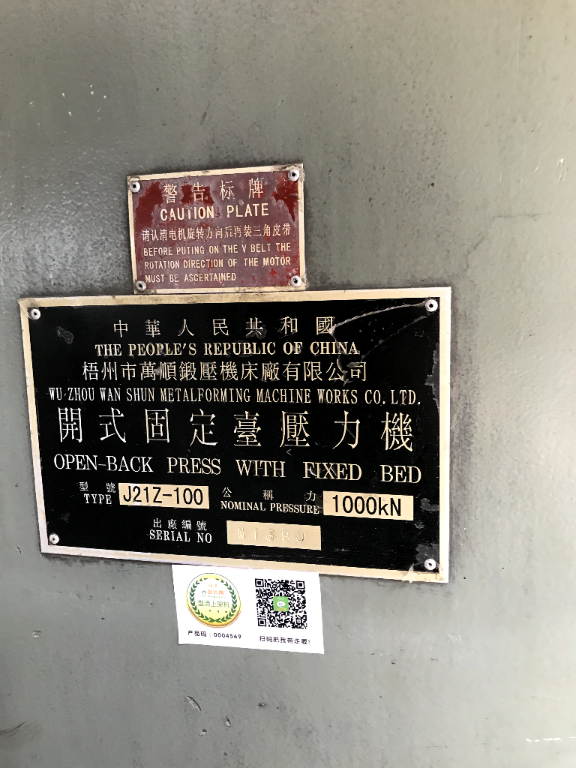 警告标牌
CAUTION PLATE
请认清电机旋转方向后再装三角皮带
BEFORE PUTING ON THE V BELT THE
ROTATION DIRECTION OF THE MOTOR
MUST BE ASCERTAINED
中華人民共和國
THE PEOPLE'S REPUBLIC OF CHINA
梧州市萬順鍛壓機床廠有限公司
WU-ZHOU WAN SHUN METALFORMING MACHINE WORKS CO. LTD.
開式固定臺壓力機
OPEN-BACK PRESS WITH FIXED BED
型號 公稱力
TYPE J21Z-100 NOMINAL PRESSURE 1000kN
出廠編號
SERIAL NO
产品码:0004549